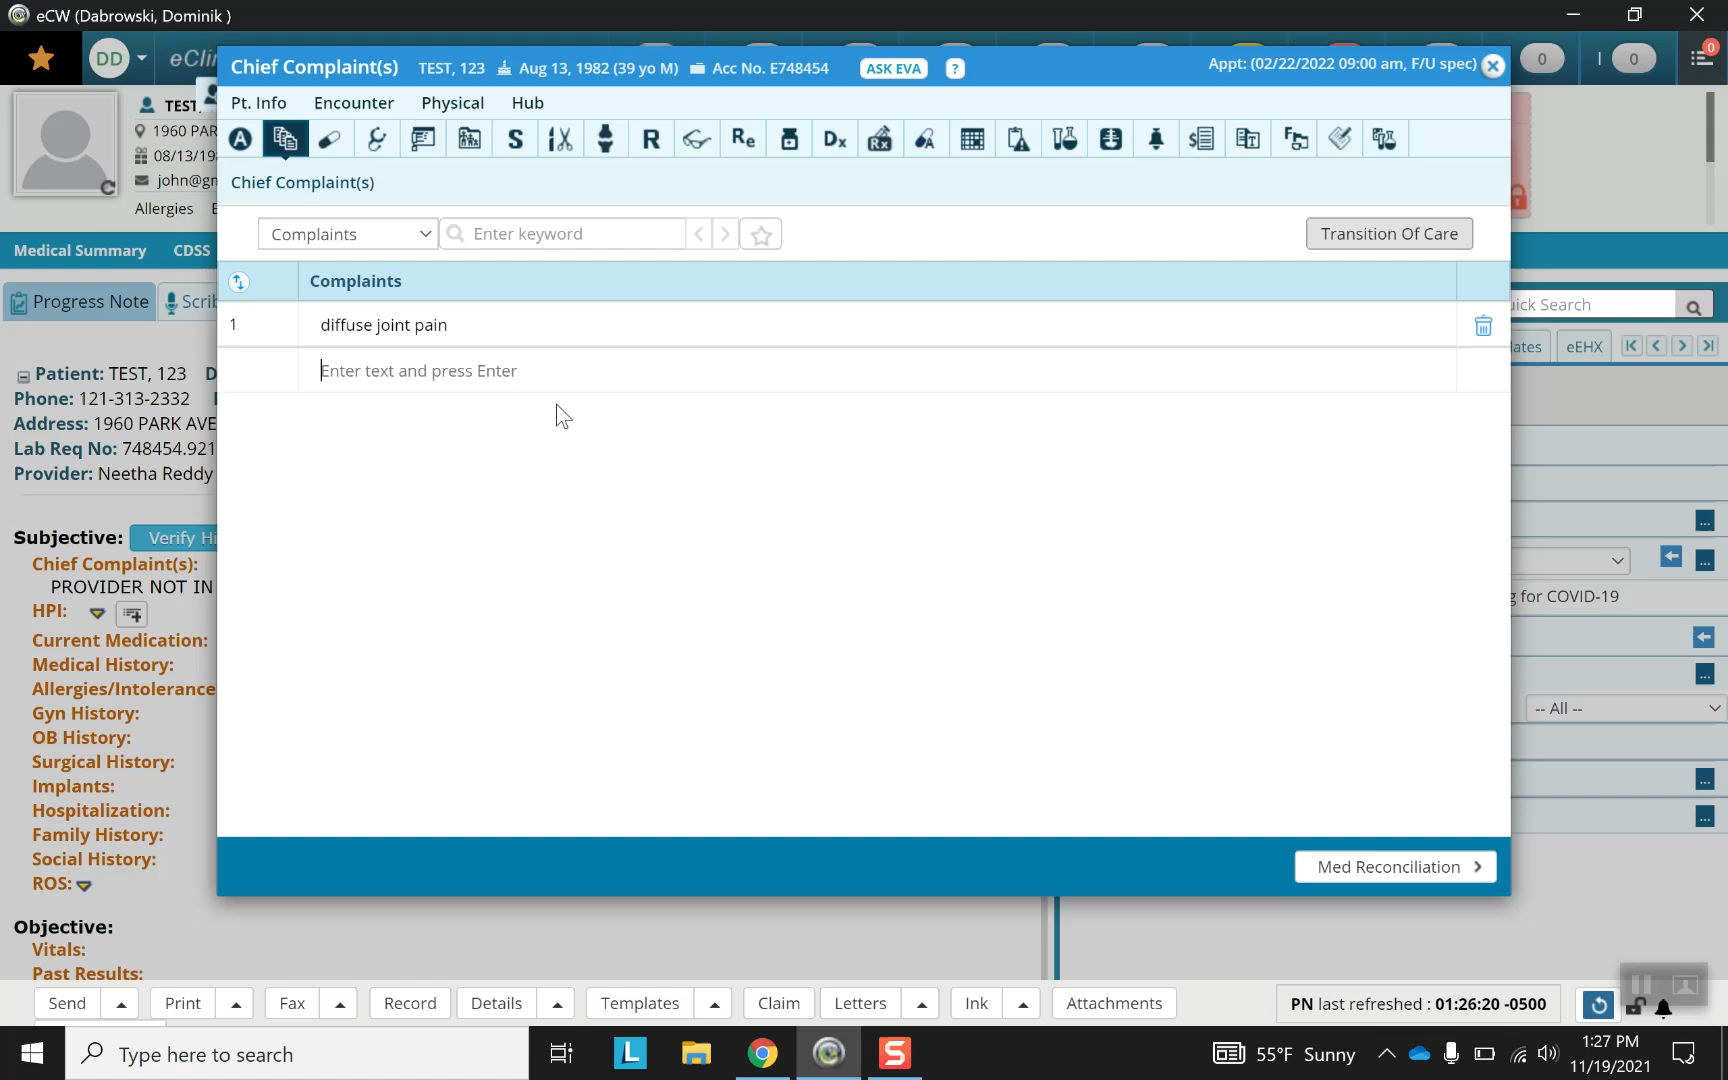 eCW (Dabrowski, Dominik )
DD
eCli
0
0
0
Chief Complaint(s) TEST, 123 Aug 13, 1982 (39 yo M) Acc No. E748454 ASK EVA ? Appt: (02/22/2022 09:00 am, F/U spec)
Pt. Info Encounter Physical Hub
A S R Re Dx Rx
Chief Complaint(s)
Complaints Enter keyword Transition Of Care
Complaints
1 diffuse joint pain
Enter text and press Enter
Med Reconciliation
TEST,
1960 PAR
08/13/19
john@gm
Allergies
Medical Summary CDSS
Progress Note Scrib
Patient: TEST, 123 D
Phone: 121-313-2332
Address: 1960 PARK AVE
Lab Req No: 748454.921
Provider: Neetha Reddy
Subjective: Verify Hi
Chief Complaint(s):
PROVIDER NOT IN
HPI:
Current Medication:
Medical History:
Allergies/Intolerance
Gyn History:
OB History:
Surgical History:
Implants:
Hospitalization:
Family History:
Social History:
ROS:
Objective:
Vitals:
Past Results:
uick Search
lates eEHX
g for COVID-19
-- All --
Send Print Fax Record Details Templates Claim Letters Ink Attachments
PN last refreshed : 01:26:20 -0500
Type here to search
L
S
55°F Sunny
1:27 PM
11/19/2021